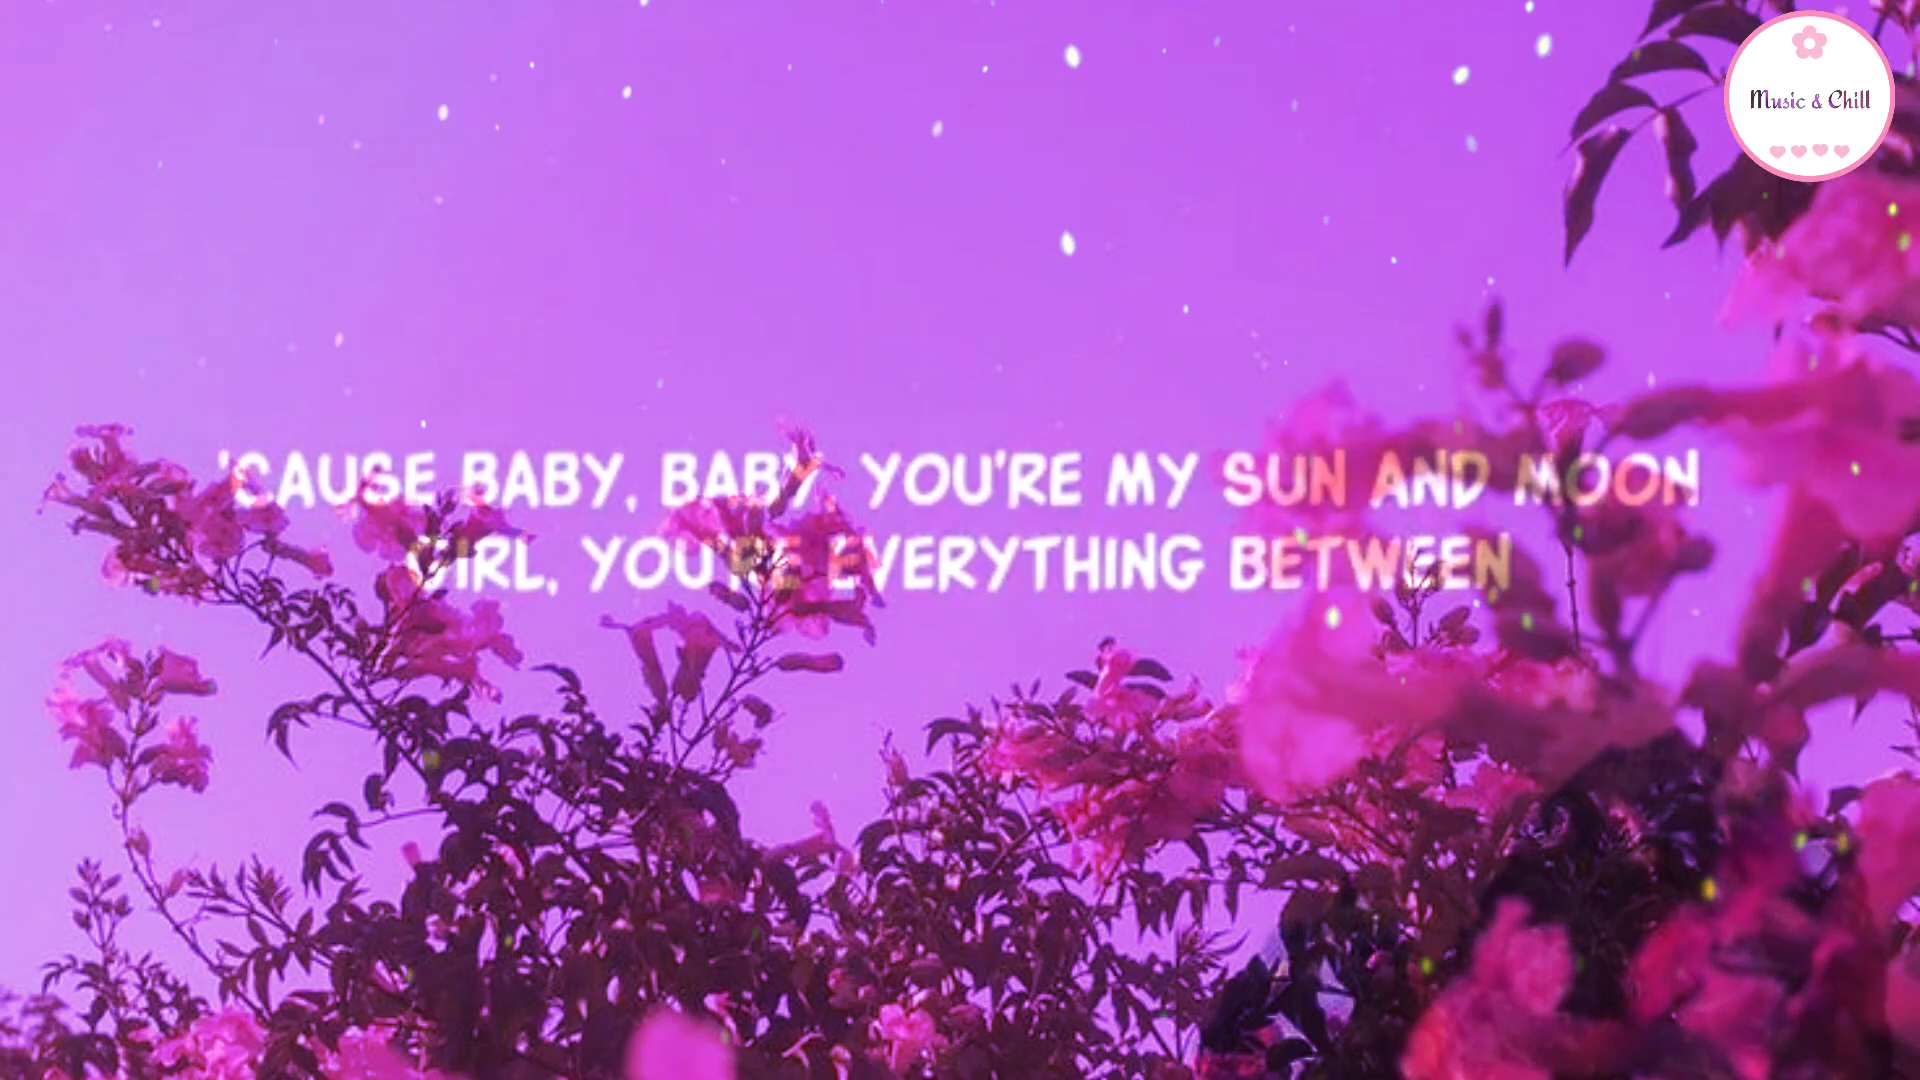 Music & Chill
'CAUSE BABY, BABY, YOU'RE MY SUN AND MOON
GIRL, YOU'RE EVERYTHING BETWEEN